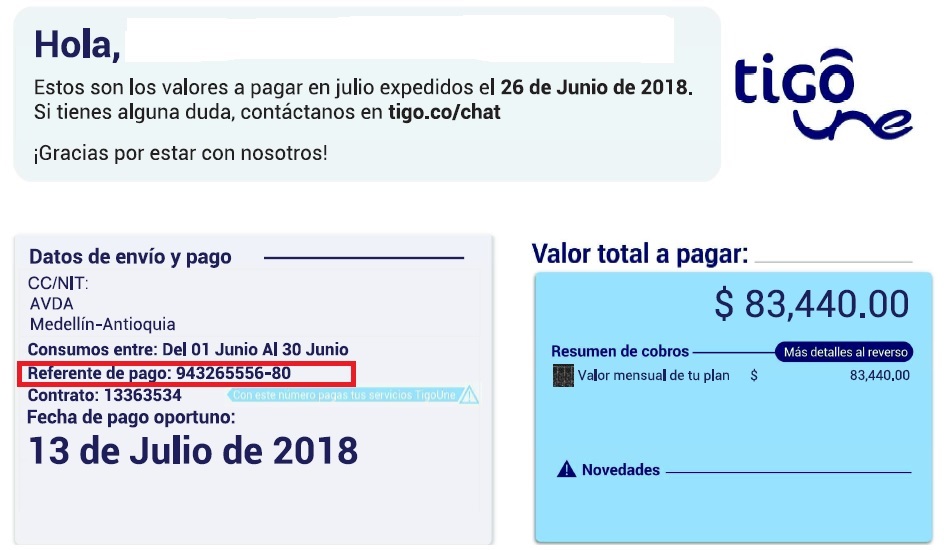 Hola,
Estos son los valores a pagar en julio expedidos el 26 de Junio de 2018.
Si tienes alguna duda, contáctanos en tigo.co/chat
¡Gracias por estar con nosotros!
tigô
une
Datos de envío y pago
CC/NIT:
AVDA
Medellín-Antioquia
Consumos entre: Del 01 Junio Al 30 Junio
Referente de pago: 943265556-80
Contrato: 13363534
Con este numero pagas tus servicios TigoUne
Fecha de pago oportuno:
13 de Julio de 2018
Valor total a pagar:
$ 83,440.00
Resumen de cobros
Más detalles al reverso
Valor mensual de tu plan $ 83,440.00
Novedades